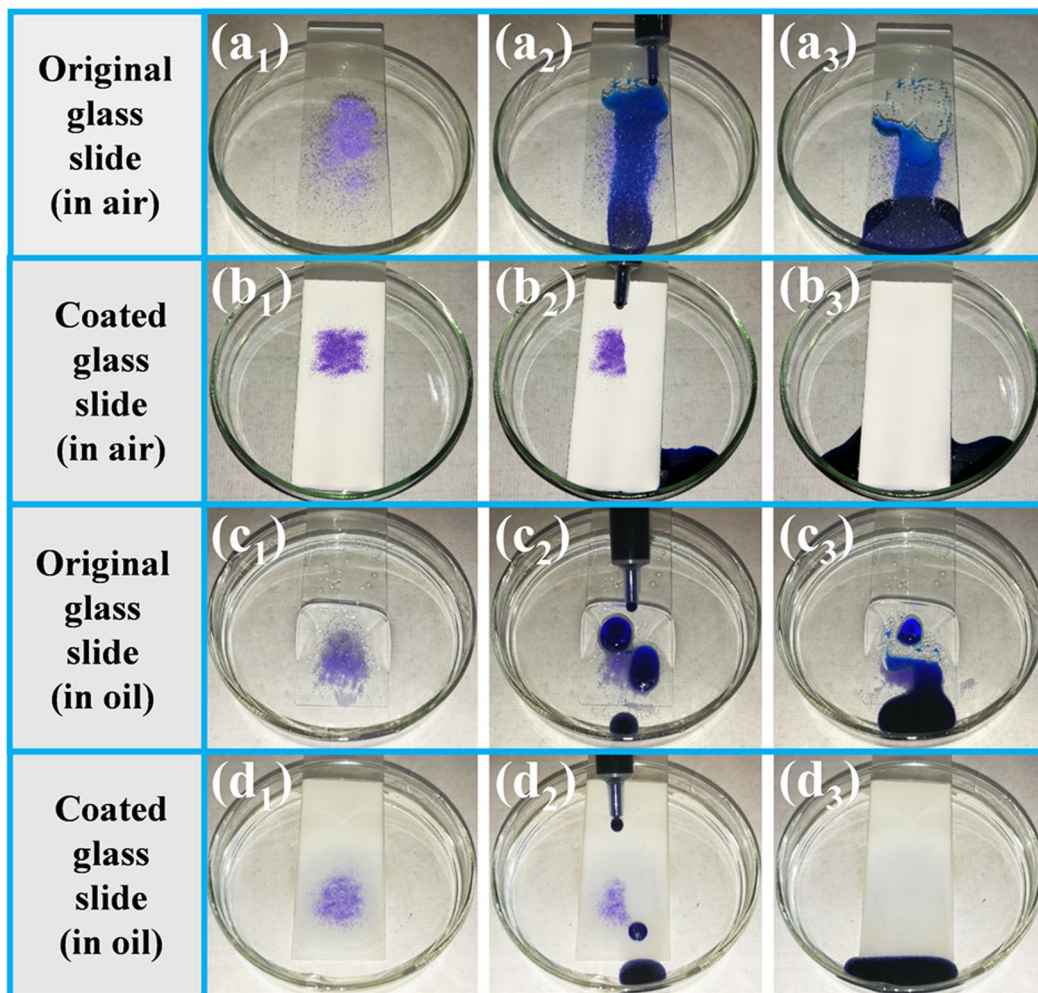 Original
glass
slide
(in air)
(a1)
(a2)
(a3)
Coated
glass
slide
(in air)
(b1)
(b2)
(b3)
Original
glass
slide
(in oil)
(c1)
(c2)
(c3)
Coated
glass
slide
(in oil)
(d1)
(d2)
(d3)